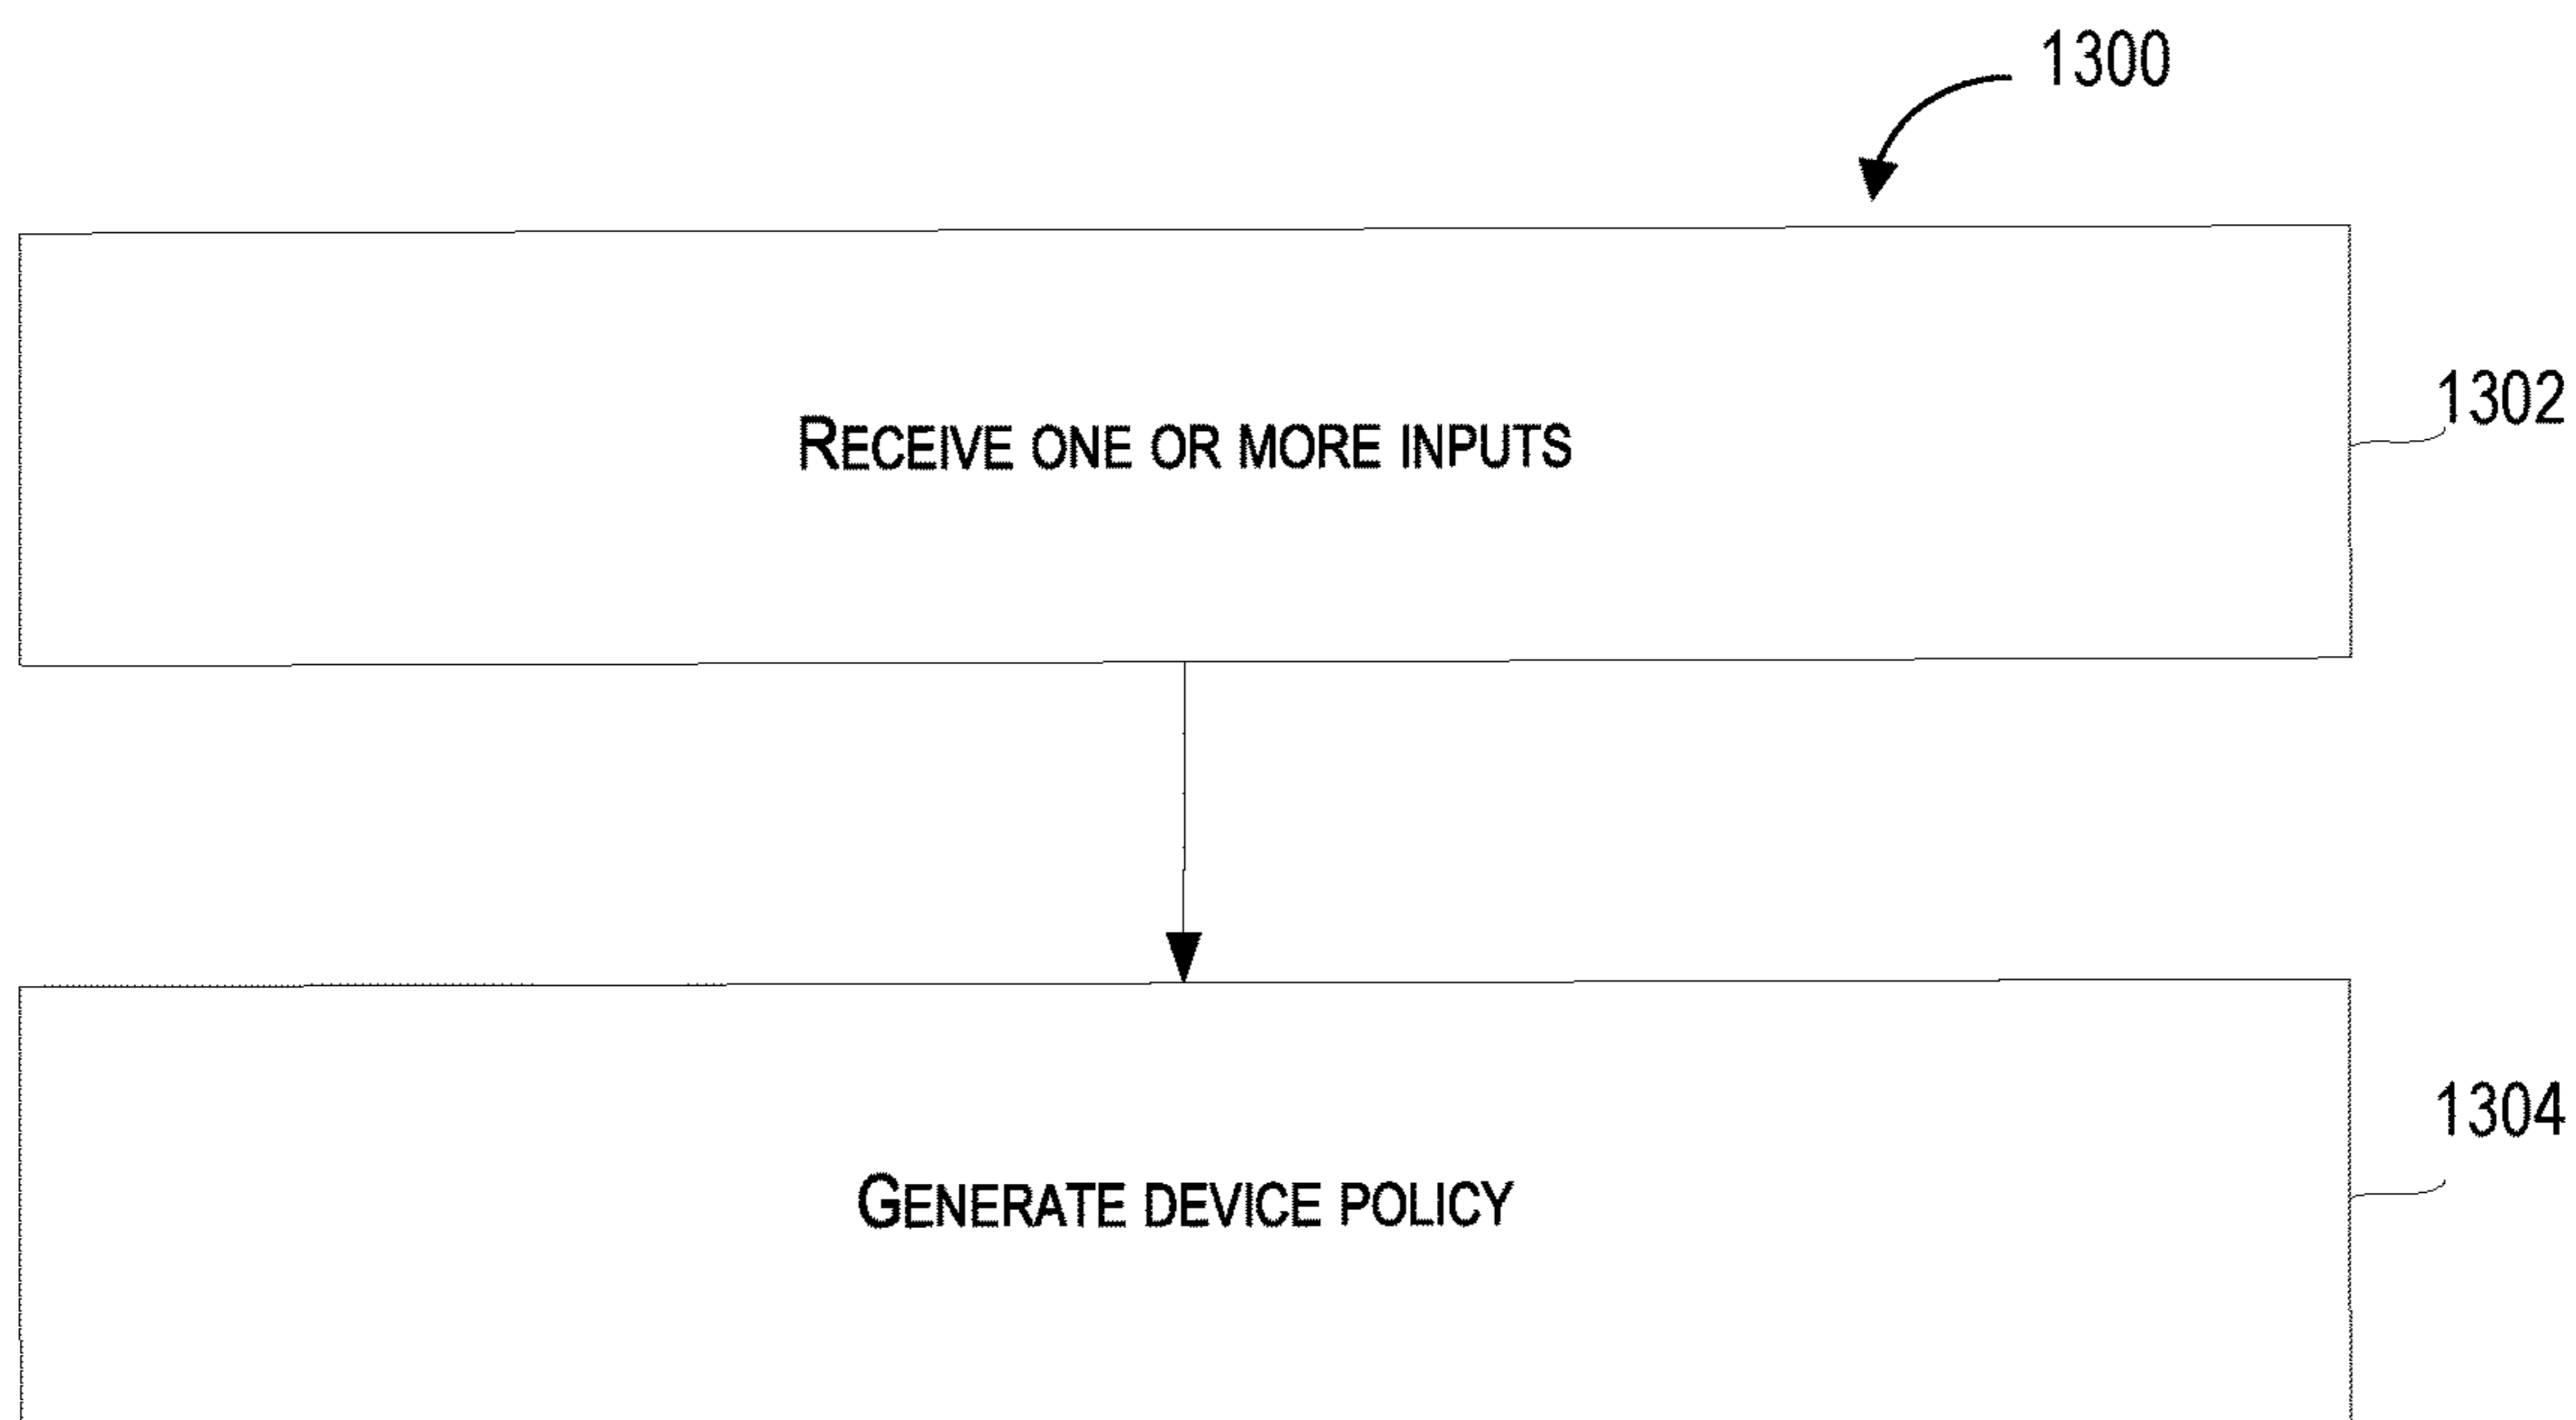 1300
RECEIVE ONE OR MORE INPUTS
1302
GENERATE DEVICE POLICY
1304